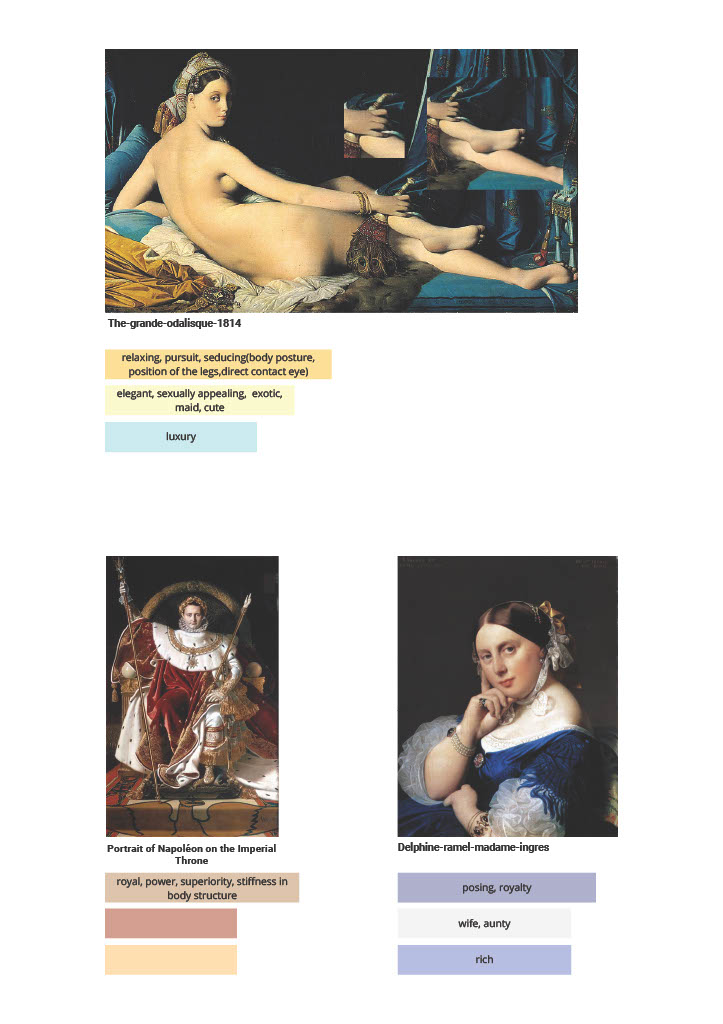 The-grande-odalisque-1814
relaxing, pursuit, seducing(body posture,
position of the legs,direct contact eye)
elegant, sexually appealing,  exotic,
maid, cute
luxury
Portrait of Napoléon on the Imperial
Throne
royal, power, superiority, stiffness in
body structure
Delphine-ramel-madame-ingres
posing, royalty
wife, aunty
rich